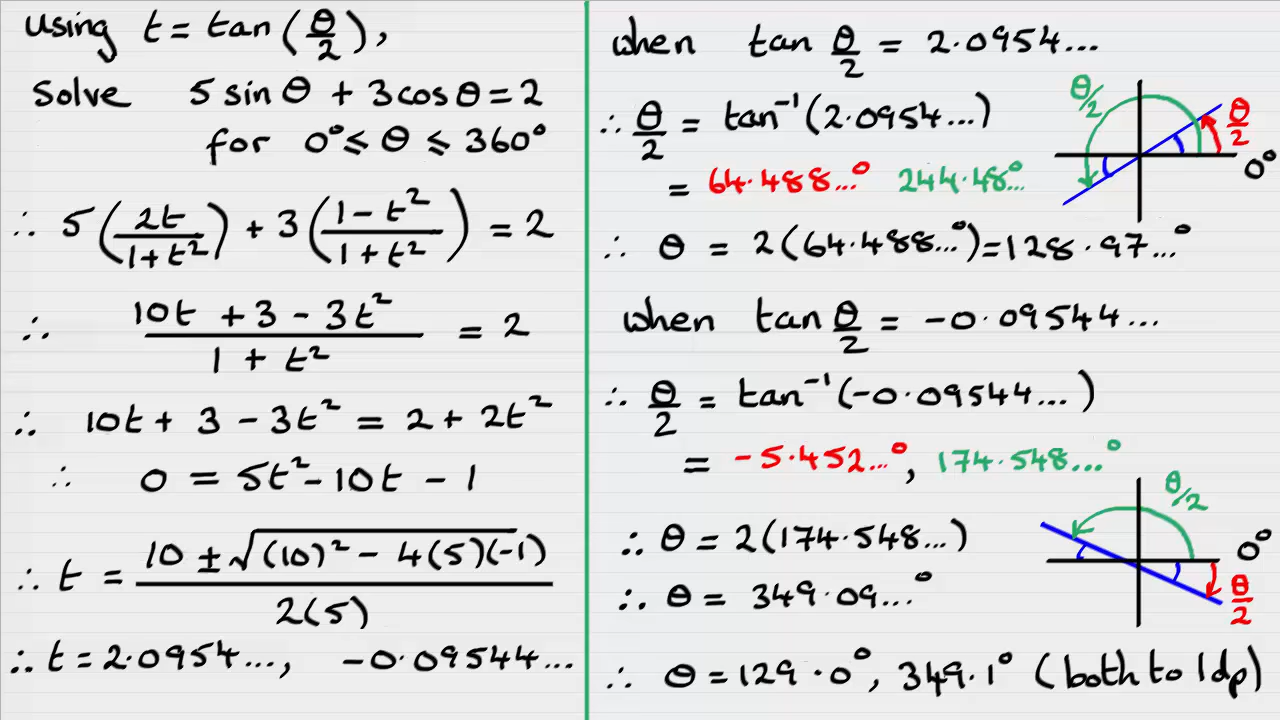 using t = tan(θ/2),
Solve 5 sin θ + 3 cos θ = 2
for 0° ≤ θ ≤ 360°
∴ 5(2t/(1+t²)) + 3((1-t²)/(1+t²)) = 2
∴ (10t + 3 - 3t²)/(1 + t²) = 2
∴ 10t + 3 - 3t² = 2 + 2t²
∴ 0 = 5t² - 10t - 1
∴ t = (10 ± √((10)² - 4(5)(-1)))/(2(5))
∴ t = 2.0954..., -0.09544...
when tan θ/2 = 2.0954...
∴ θ/2 = tan⁻¹(2.0954...)
= 64.488...° 244.48°...
θ/2 θ/2 0°
∴ θ = 2(64.488...°) = 128.97...°
when tan θ/2 = -0.09544...
∴ θ/2 = tan⁻¹(-0.09544...)
= -5.452...°, 174.548...°
θ/2 0° θ/2
∴ θ = 2(174.548...)
∴ θ = 349.09...°
∴ θ = 129.0°, 349.1° (both to 1dp)